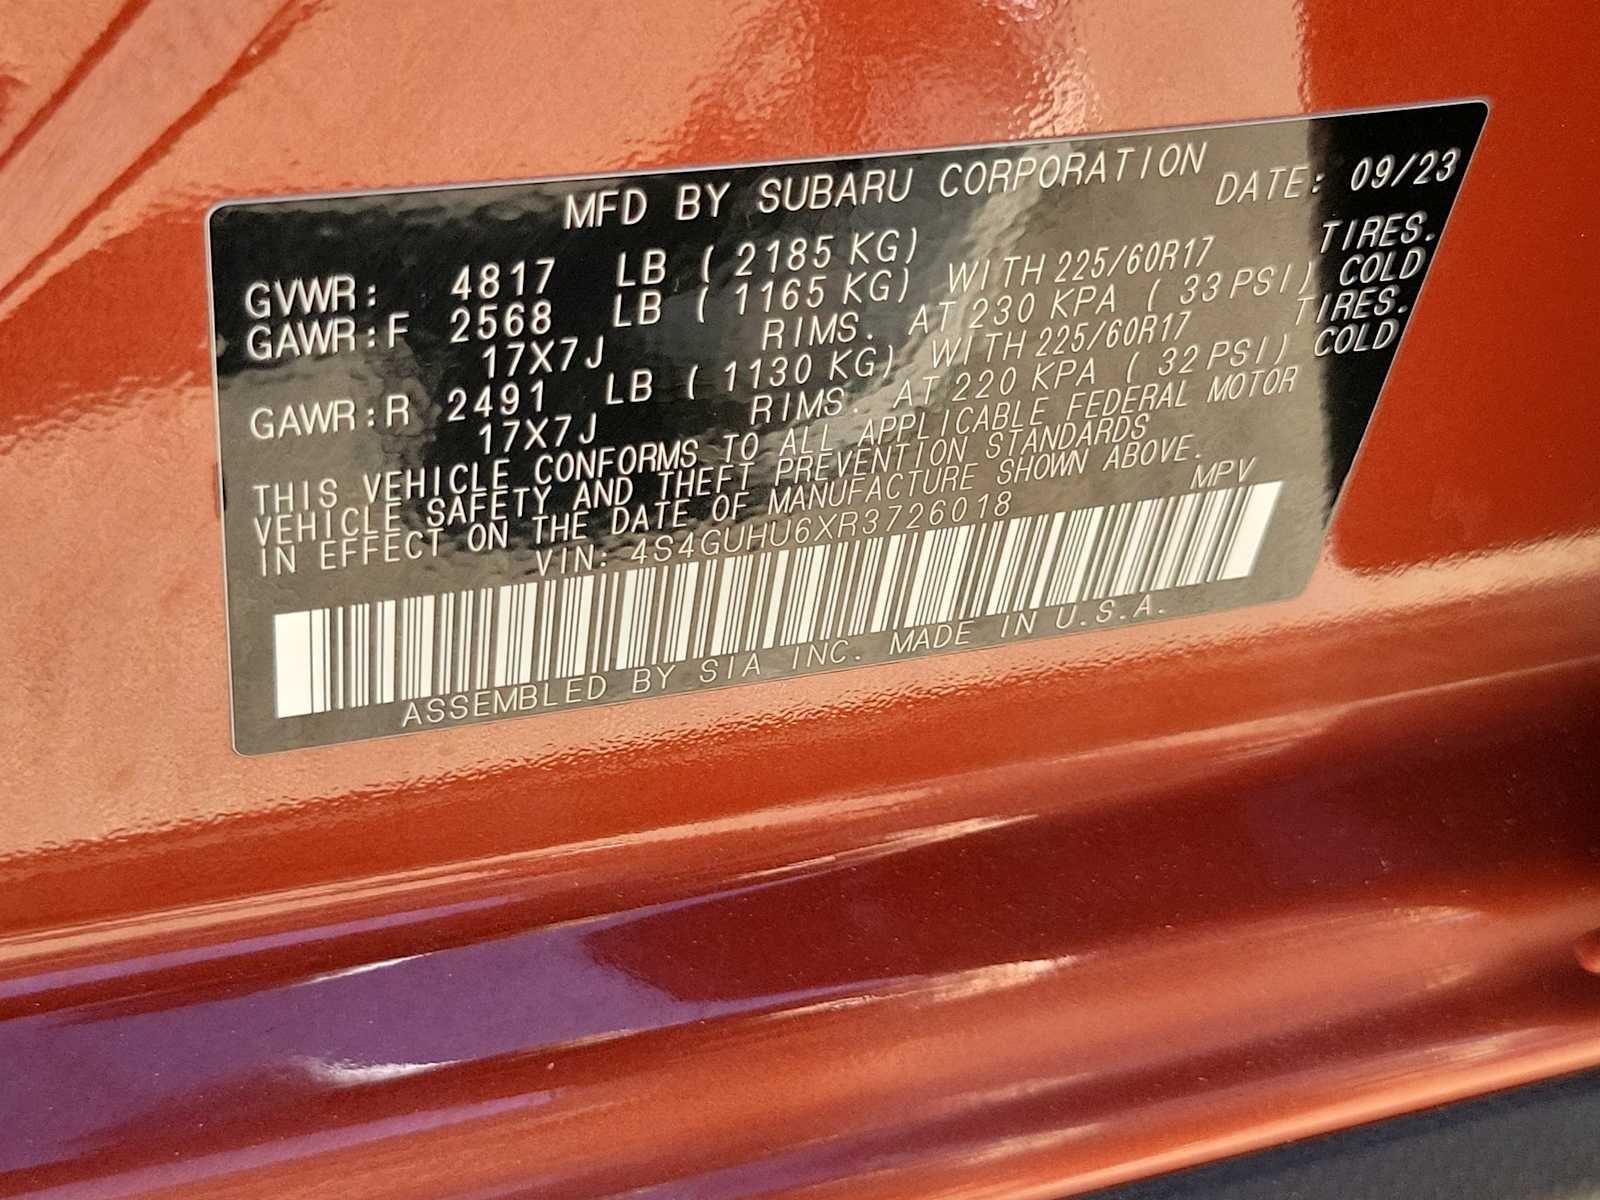 MFD BY SUBARU CORPORATION DATE: 09/23
GVWR: 4817 LB ( 2185 KG)
GAWR:F 2568 LB ( 1165 KG) WITH 225/60R17 TIRES.
17X7J RIMS. AT 230 KPA ( 33 PSI) COLD
GAWR:R 2491 LB ( 1130 KG) WITH 225/60R17 TIRES.
17X7J RIMS. AT 220 KPA ( 32 PSI) COLD
THIS VEHICLE CONFORMS TO ALL APPLICABLE FEDERAL MOTOR
VEHICLE SAFETY AND THEFT PREVENTION STANDARDS
IN EFFECT ON THE DATE OF MANUFACTURE SHOWN ABOVE.
VIN: 4S4GUHU6XR3726018 MPV
ASSEMBLED BY SIA INC. MADE IN U.S.A.